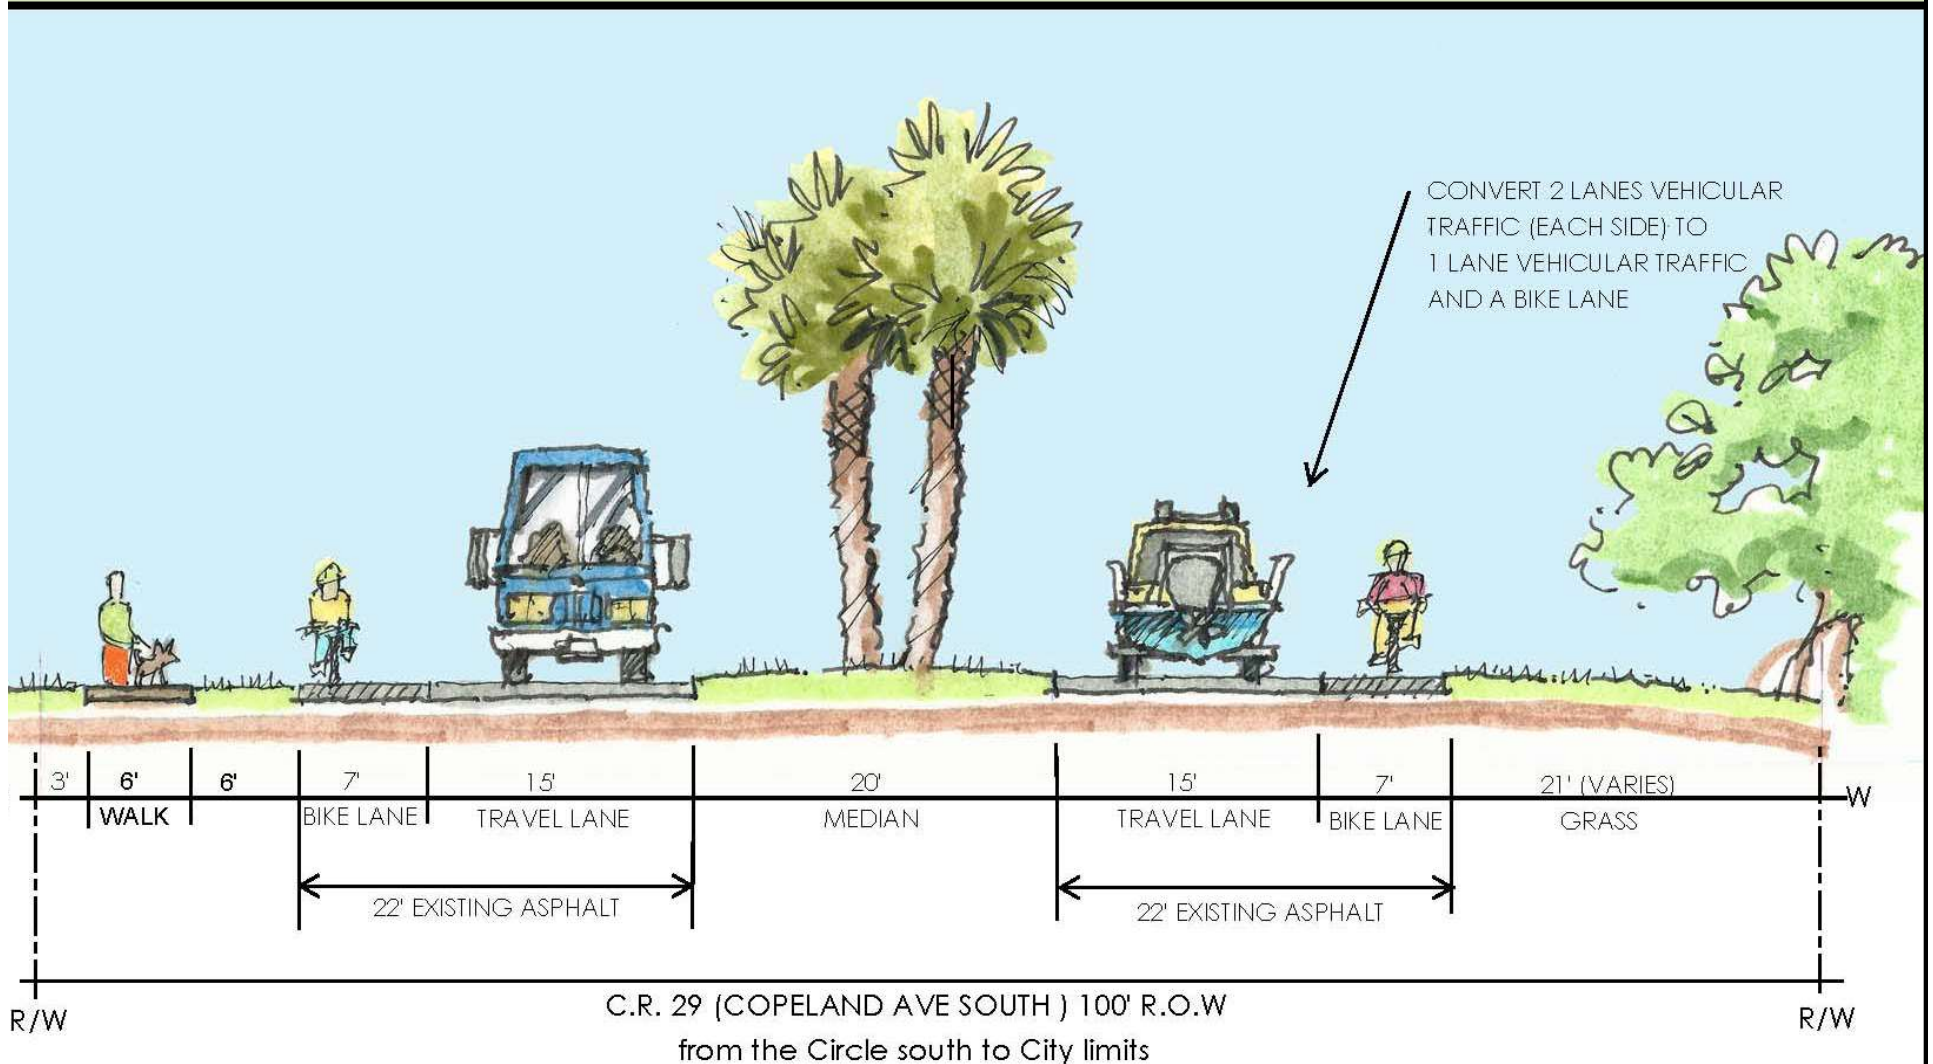 CONVERT 2 LANES VEHICULAR
TRAFFIC (EACH SIDE) TO
1 LANE VEHICULAR TRAFFIC
AND A BIKE LANE
3' 6' 6' 7' 15' 20' 15' 7' 21' (VARIES)
WALK BIKE LANE TRAVEL LANE MEDIAN TRAVEL LANE BIKE LANE GRASS W
22' EXISTING ASPHALT 22' EXISTING ASPHALT
R/W C.R. 29 (COPELAND AVE SOUTH ) 100' R.O.W R/W
from the Circle south to City limits